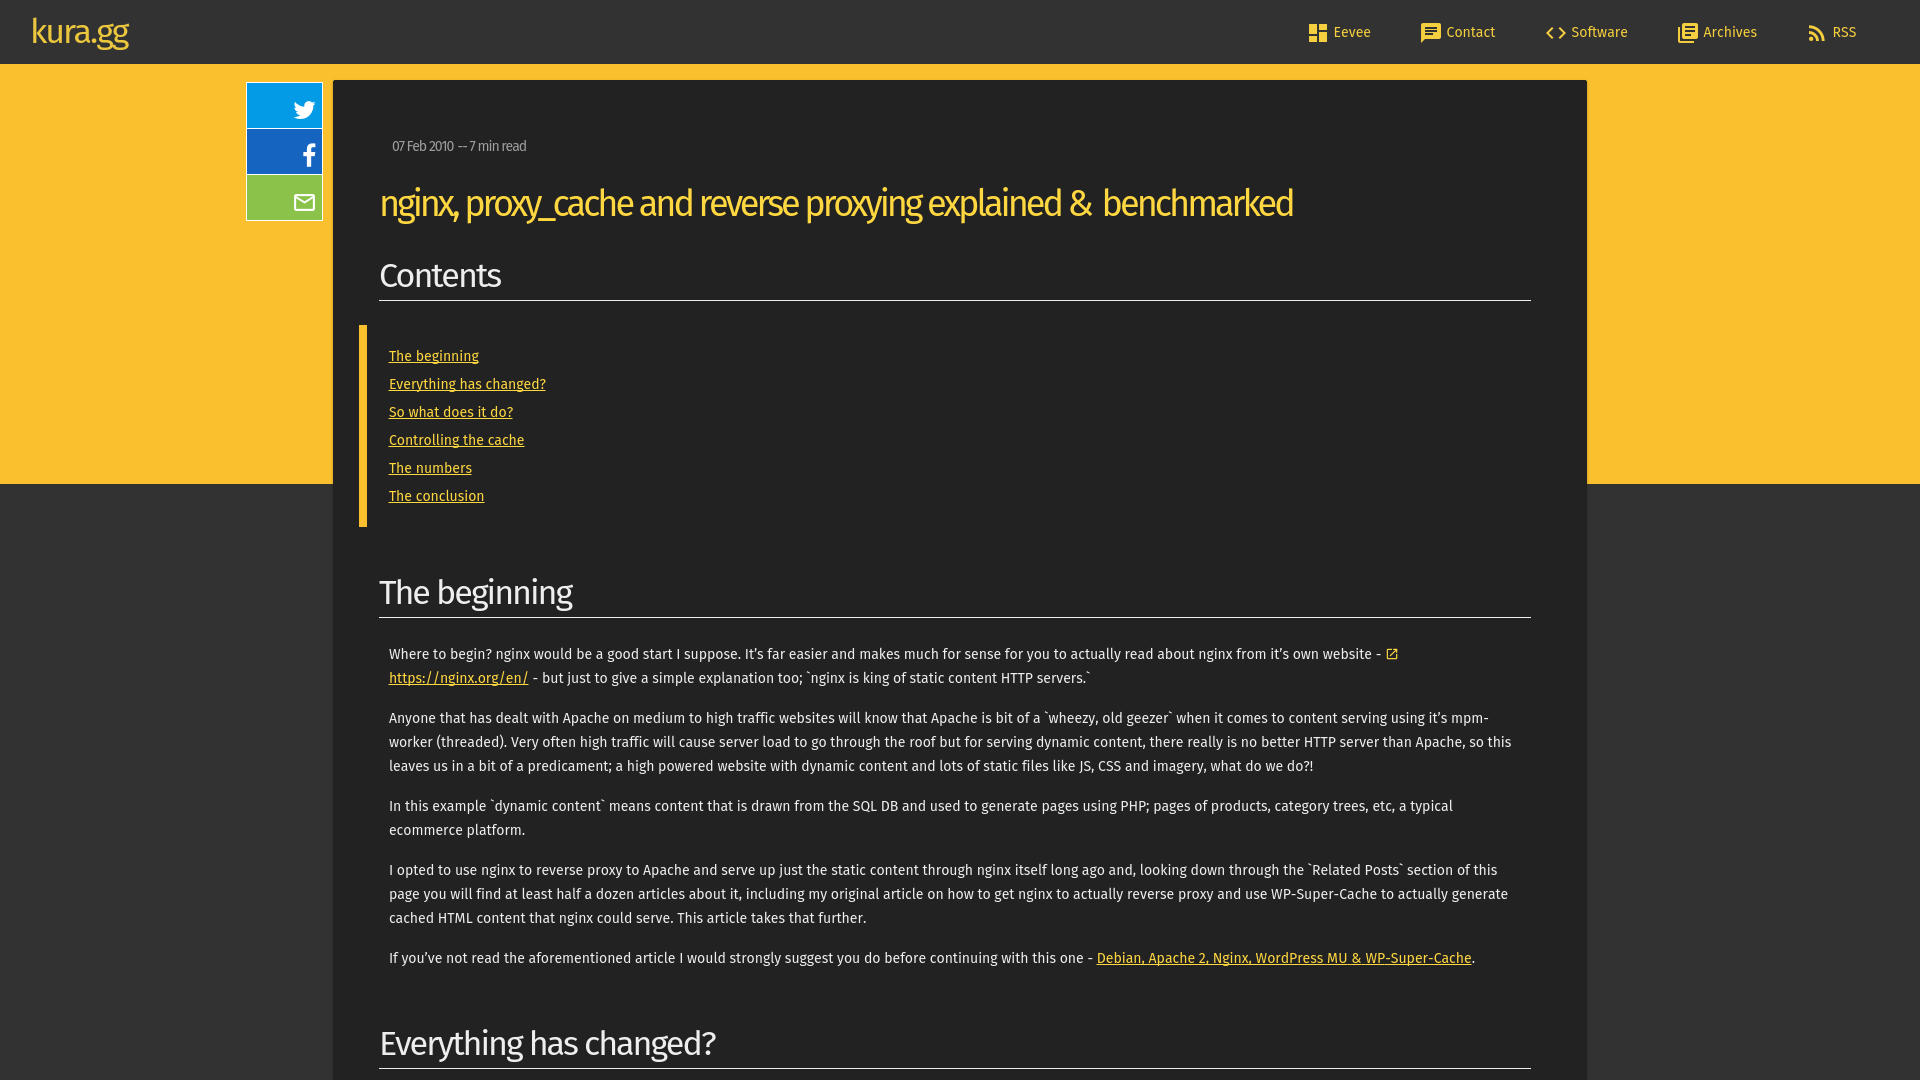 kura.gg
Eevee
Contact
Software
Archives
RSS
07 Feb 2010 -- 7 min read
nginx, proxy_cache and reverse proxying explained & benchmarked
Contents
The beginning
Everything has changed?
So what does it do?
Controlling the cache
The numbers
The conclusion
The beginning
Where to begin? nginx would be a good start I suppose. It’s far easier and makes much for sense for you to actually read about nginx from it’s own website -
https://nginx.org/en/ - but just to give a simple explanation too; `nginx is king of static content HTTP servers.`
Anyone that has dealt with Apache on medium to high traffic websites will know that Apache is bit of a `wheezy, old geezer` when it comes to content serving using it’s mpm-
worker (threaded). Very often high traffic will cause server load to go through the roof but for serving dynamic content, there really is no better HTTP server than Apache, so this
leaves us in a bit of a predicament; a high powered website with dynamic content and lots of static files like JS, CSS and imagery, what do we do?!
In this example `dynamic content` means content that is drawn from the SQL DB and used to generate pages using PHP; pages of products, category trees, etc, a typical
ecommerce platform.
I opted to use nginx to reverse proxy to Apache and serve up just the static content through nginx itself long ago and, looking down through the `Related Posts` section of this
page you will find at least half a dozen articles about it, including my original article on how to get nginx to actually reverse proxy and use WP-Super-Cache to actually generate
cached HTML content that nginx could serve. This article takes that further.
If you’ve not read the aforementioned article I would strongly suggest you do before continuing with this one - Debian, Apache 2, Nginx, WordPress MU & WP-Super-Cache.
Everything has changed?